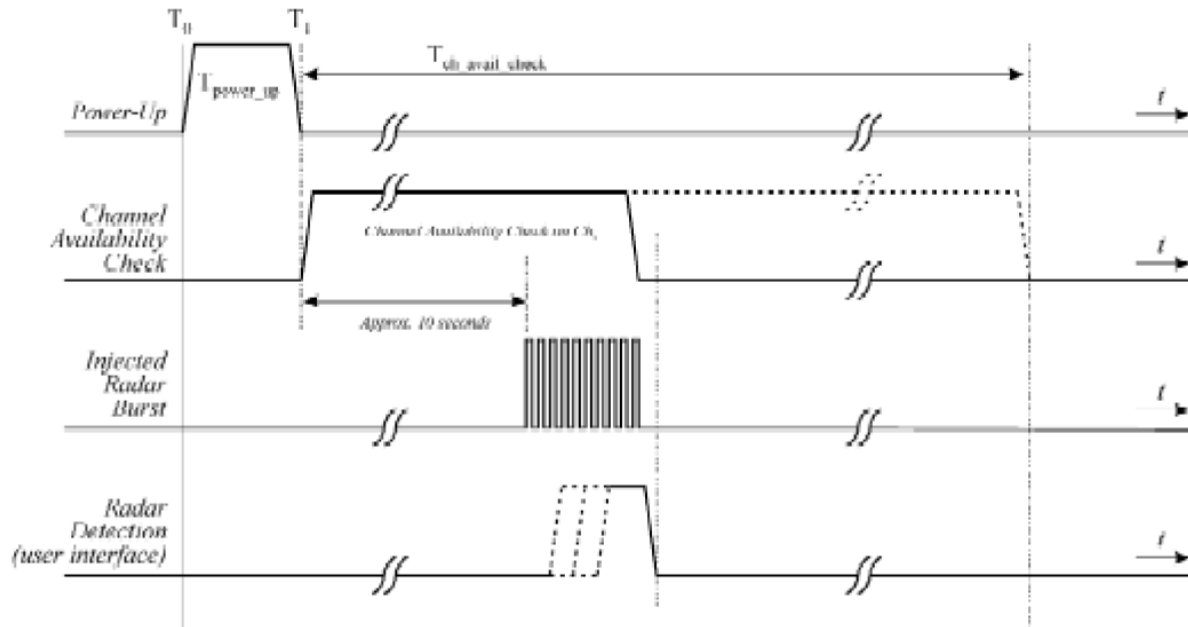 T0 T1
Tch_avail_check
Tpower_up
Power-Up
t
Channel
Availability
Check
Channel Availability Check on Chr
t
Approx. 10 seconds
Injected
Radar
Burst
t
Radar
Detection
(user interface)
t